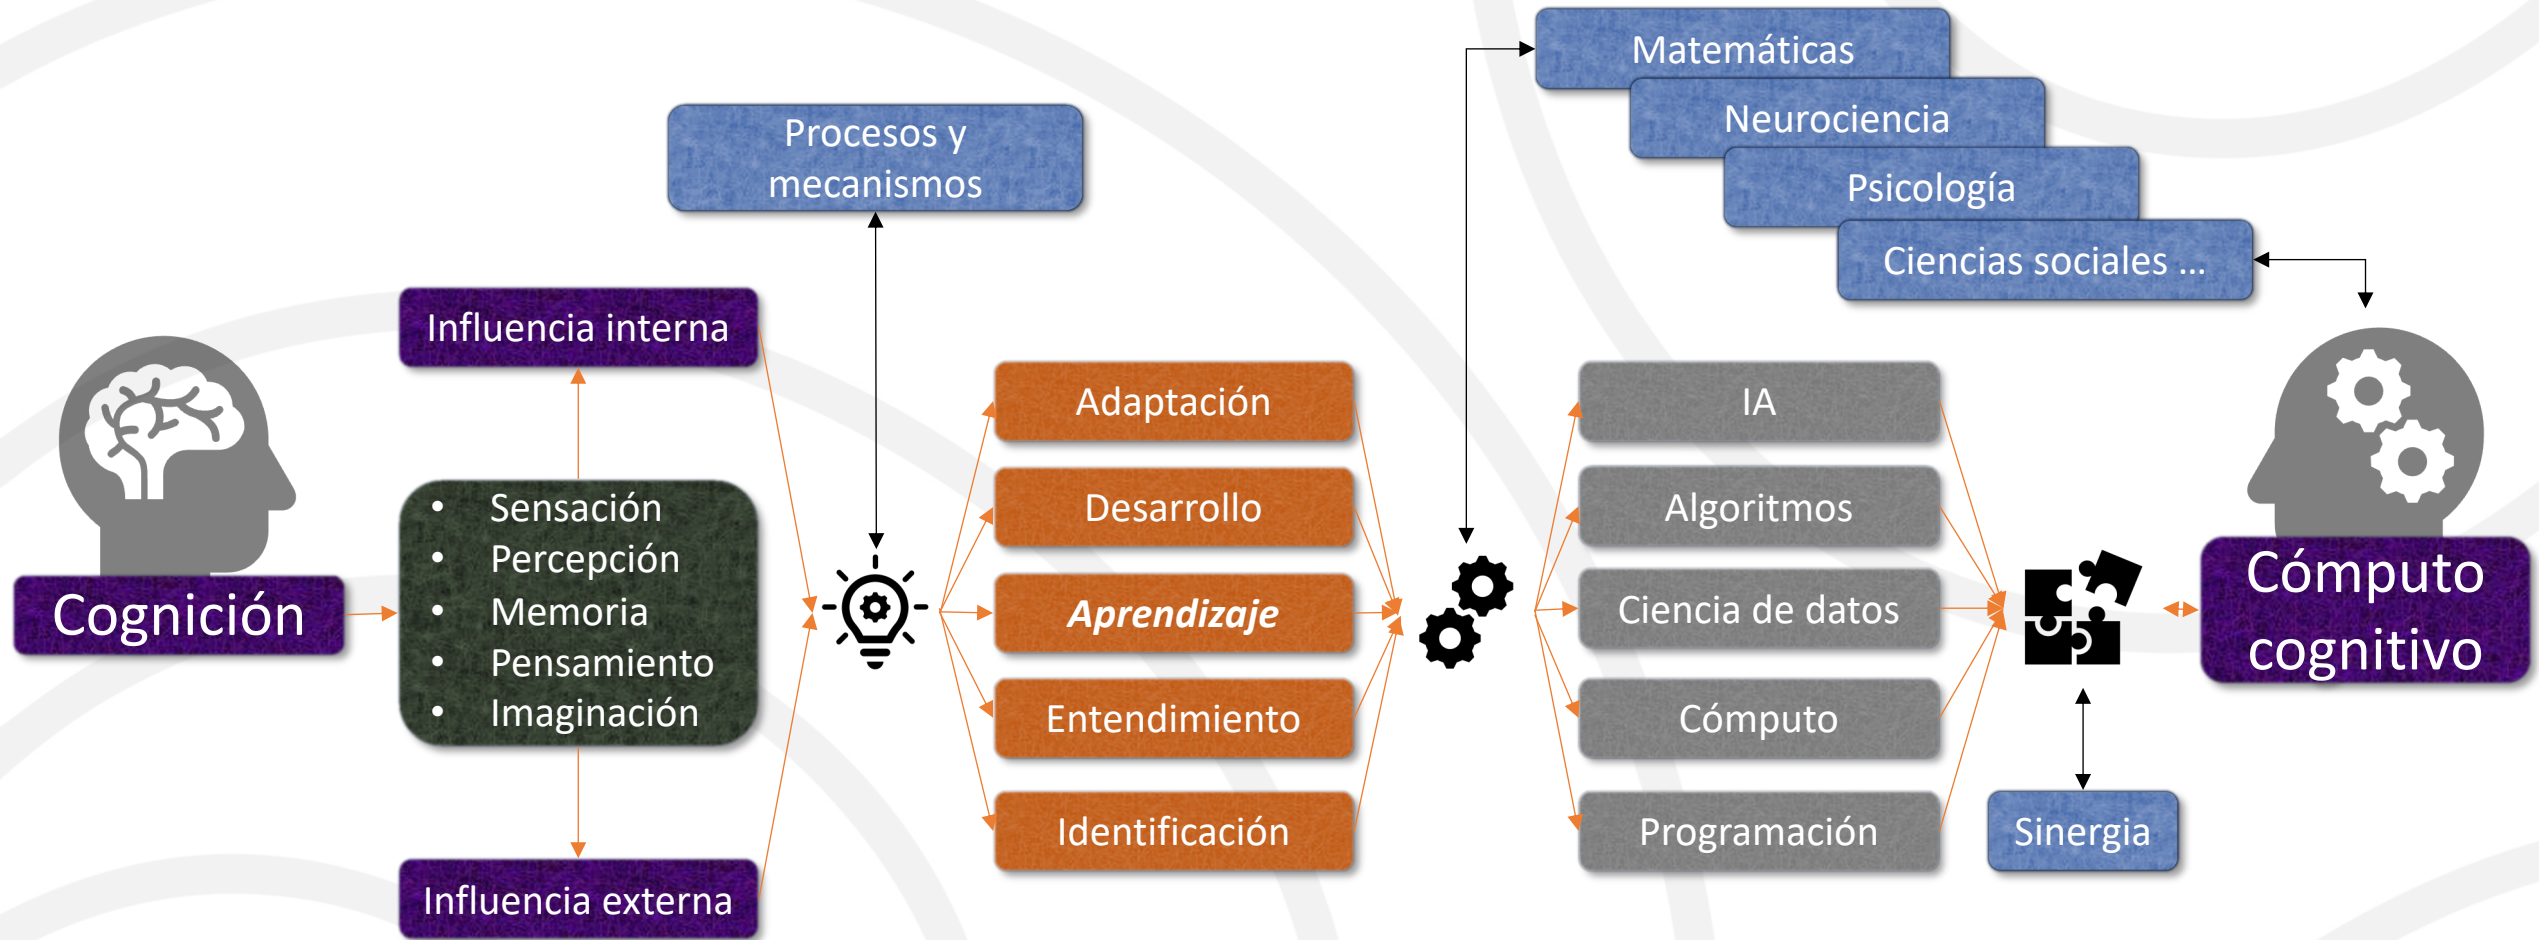 Cognición
Influencia interna
• Sensación
• Percepción
• Memoria
• Pensamiento
• Imaginación
Influencia externa
Procesos y
mecanismos
Adaptación
Desarrollo
Aprendizaje
Entendimiento
Identificación
Matemáticas
Neurociencia
Psicología
Ciencias sociales ...
IA
Algoritmos
Ciencia de datos
Cómputo
Programación
Sinergia
Cómputo
cognitivo